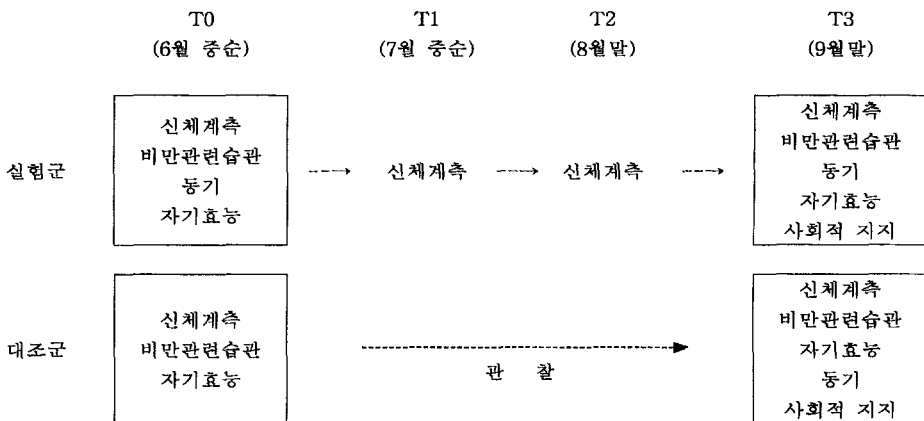 T0 T1 T2 T3
(6월 중순) (7월 중순) (8월말) (9월말)
실험군
신체계측
비만관련습관
동기
자기효능
신체계측
신체계측
신체계측
비만관련습관
동기
자기효능
사회적 지지
대조군
신체계측
비만관련습관
자기효능
관 찰
신체계측
비만관련습관
자기효능
동기
사회적 지지